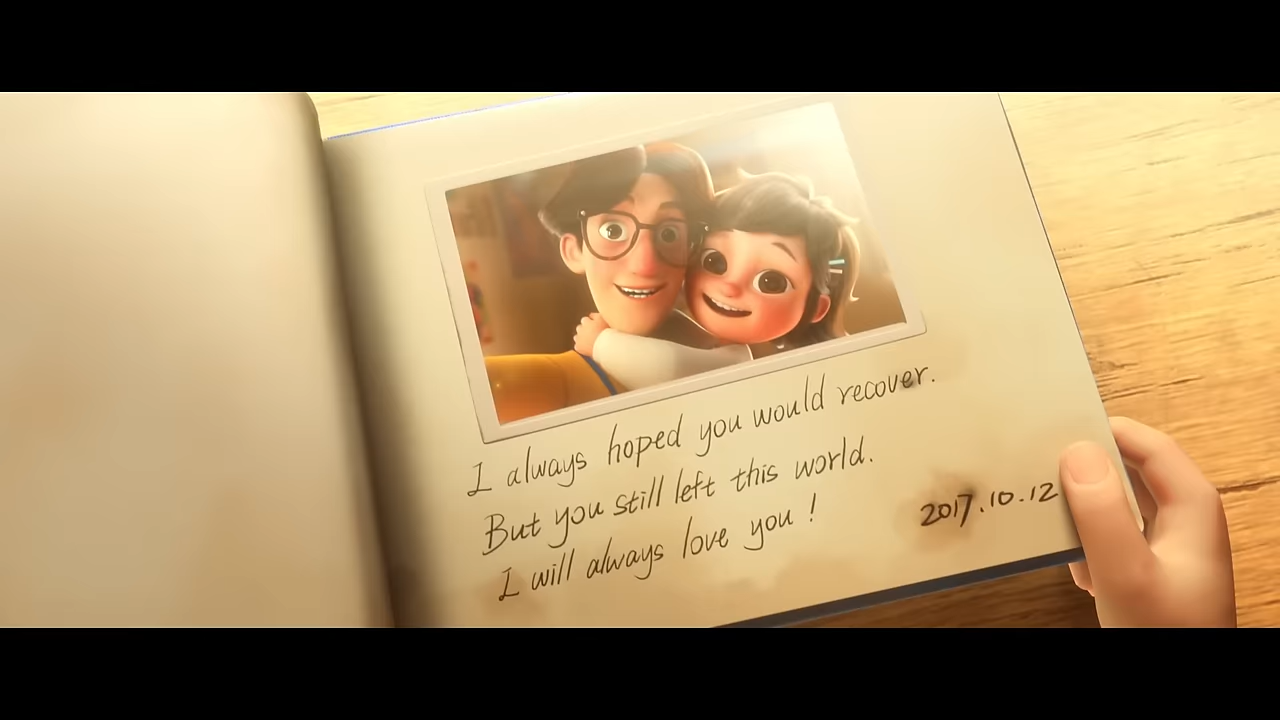 I always hoped you would recover.
But you still left this world.
I will always love you!
2017.10.12